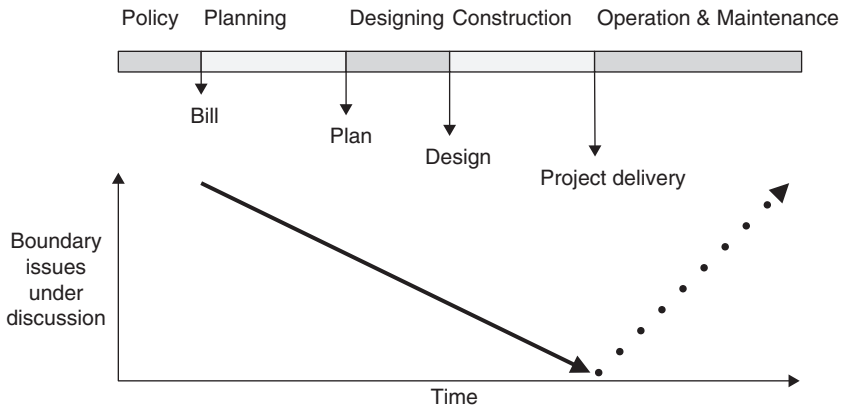 Policy Planning Designing Construction Operation & Maintenance
Bill
Plan
Design
Project delivery
Boundary
issues
under
discussion
Time